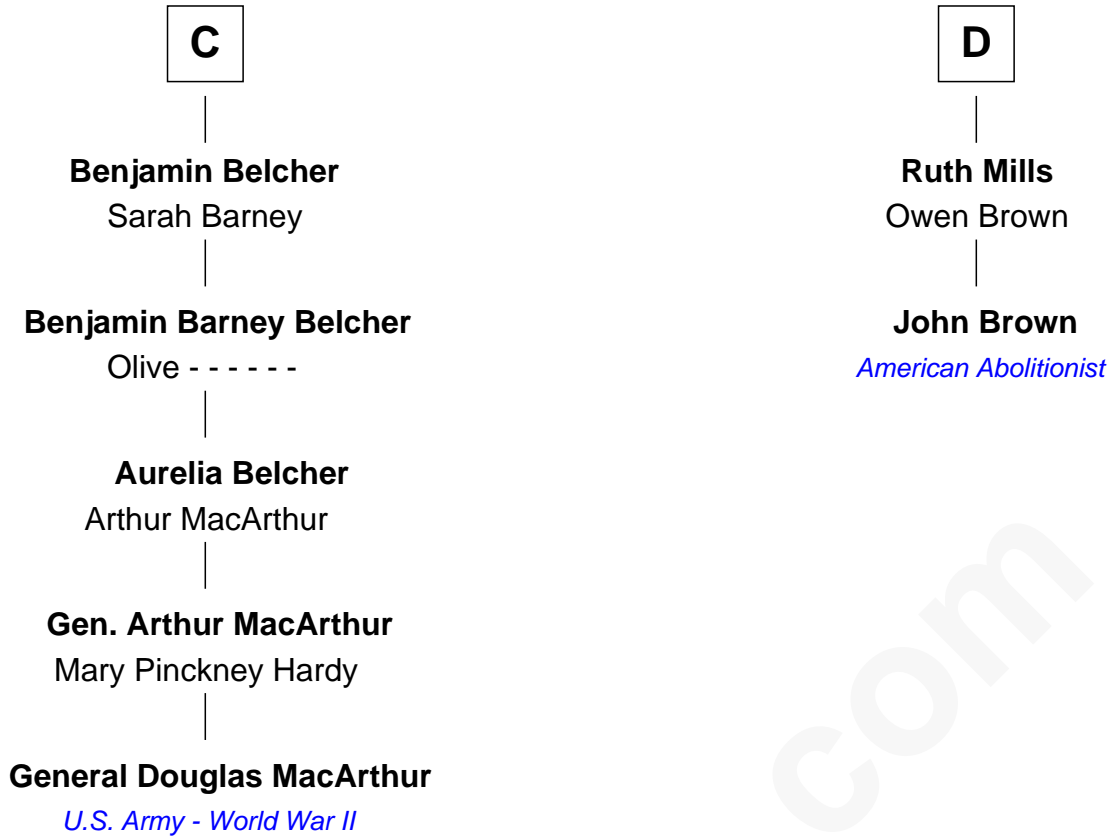 C
Benjamin Belcher
Sarah Barney
Benjamin Barney Belcher
Olive - - - - - -
Aurelia Belcher
Arthur MacArthur
Gen. Arthur MacArthur
Mary Pinckney Hardy
General Douglas MacArthur
U.S. Army - World War II
D
Ruth Mills
Owen Brown
John Brown
American Abolitionist
com